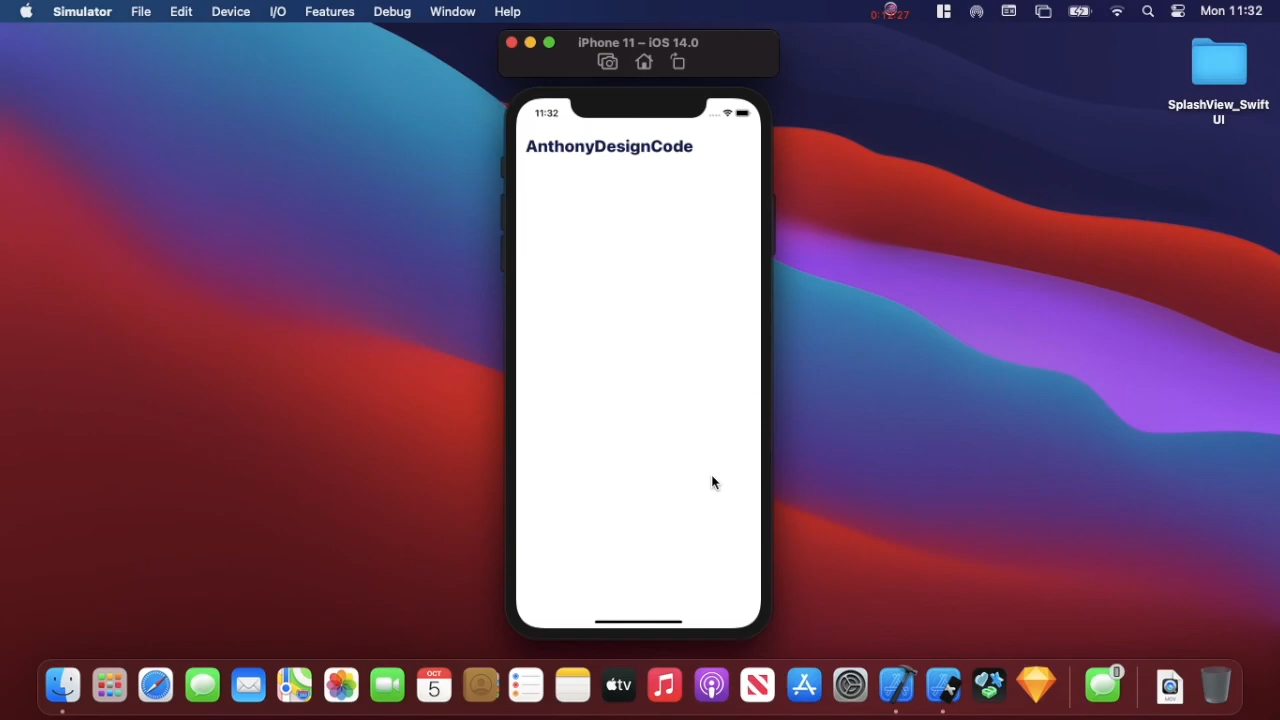 Simulator File Edit Device I/O Features Debug Window Help Mon 11:32
iPhone 11 – iOS 14.0
SplashView_Swift
UI
11:32
AnthonyDesignCode
OCT
5
tv